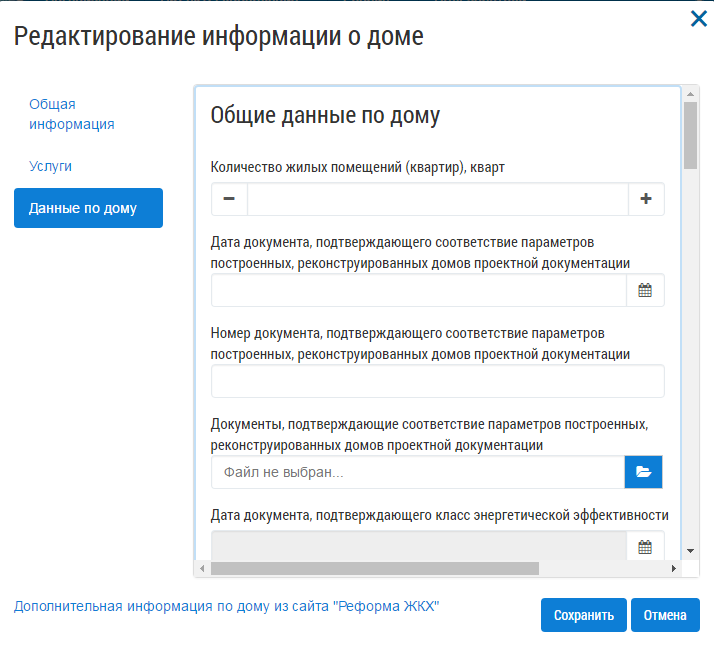 Редактирование информации о доме
Общая
информация
Услуги
Данные по дому
Общие данные по дому
Количество жилых помещений (квартир), кварт
Дата документа, подтверждающего соответствие параметров
построенных, реконструированных домов проектной документации
Номер документа, подтверждающего соответствие параметров
построенных, реконструированных домов проектной документации
Документы, подтверждающие соответствие параметров построенных,
реконструированных домов проектной документации
Файл не выбран...
Дата документа, подтверждающего класс энергетической эффективности
Дополнительная информация по дому из сайта "Реформа ЖКХ"
Сохранить
Отмена